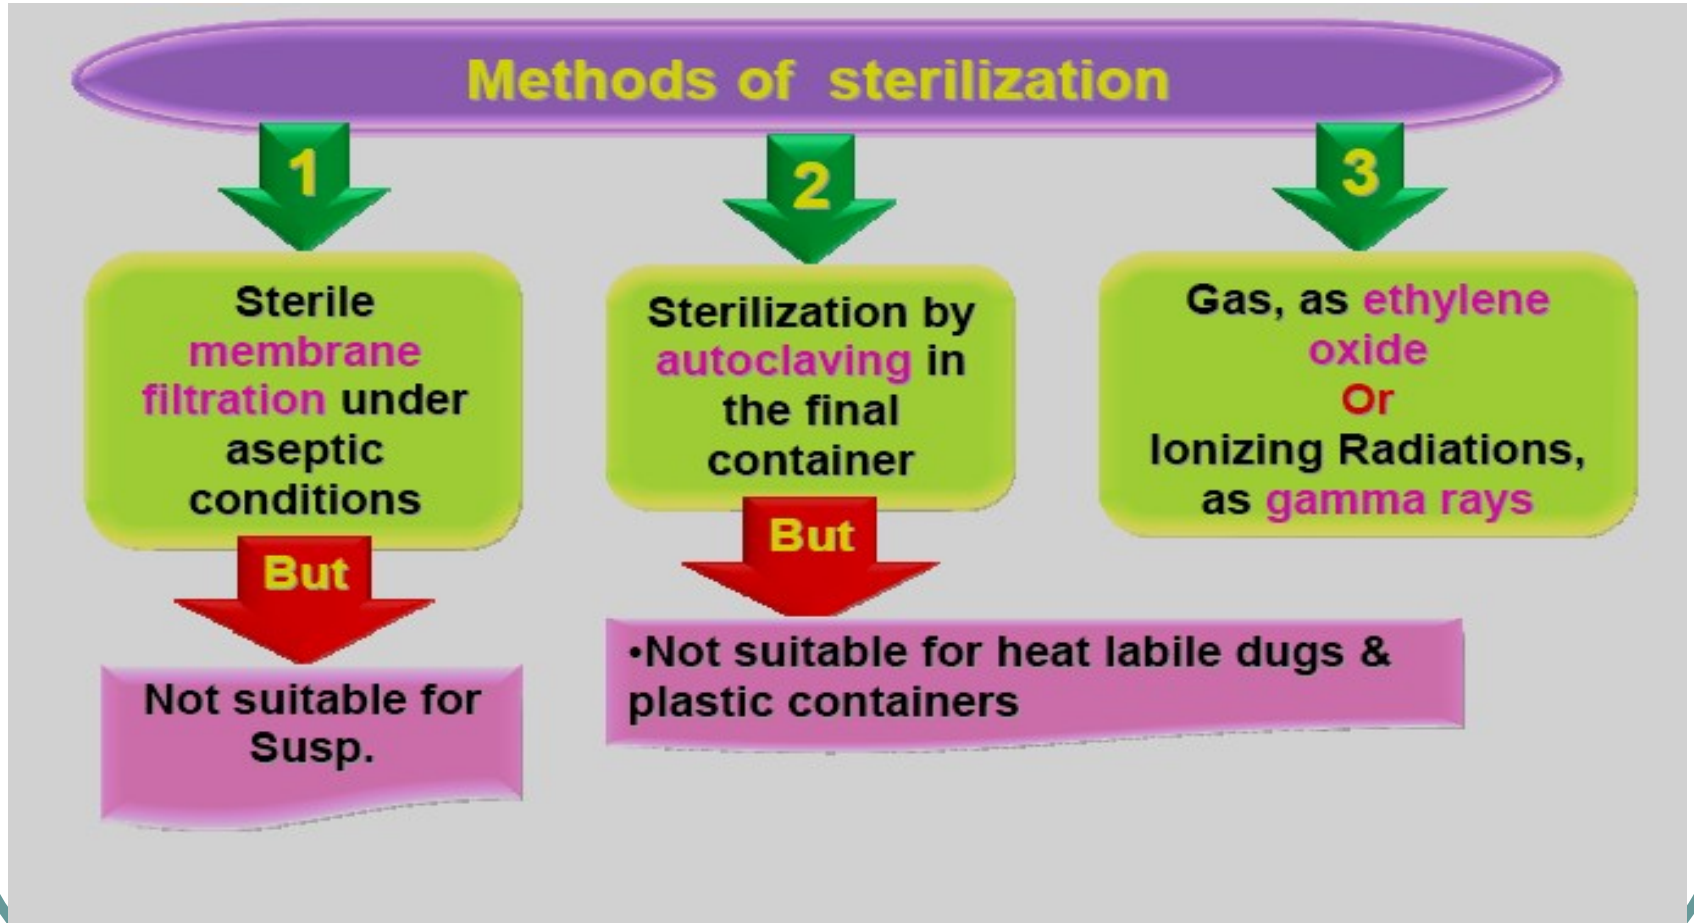 Methods of sterilization
1
Sterile
membrane
filtration under
aseptic
conditions
But
Not suitable for
Susp.
2
Sterilization by
autoclaving in
the final
container
But
•Not suitable for heat labile dugs &
plastic containers
3
Gas, as ethylene
oxide
Or
Ionizing Radiations,
as gamma rays